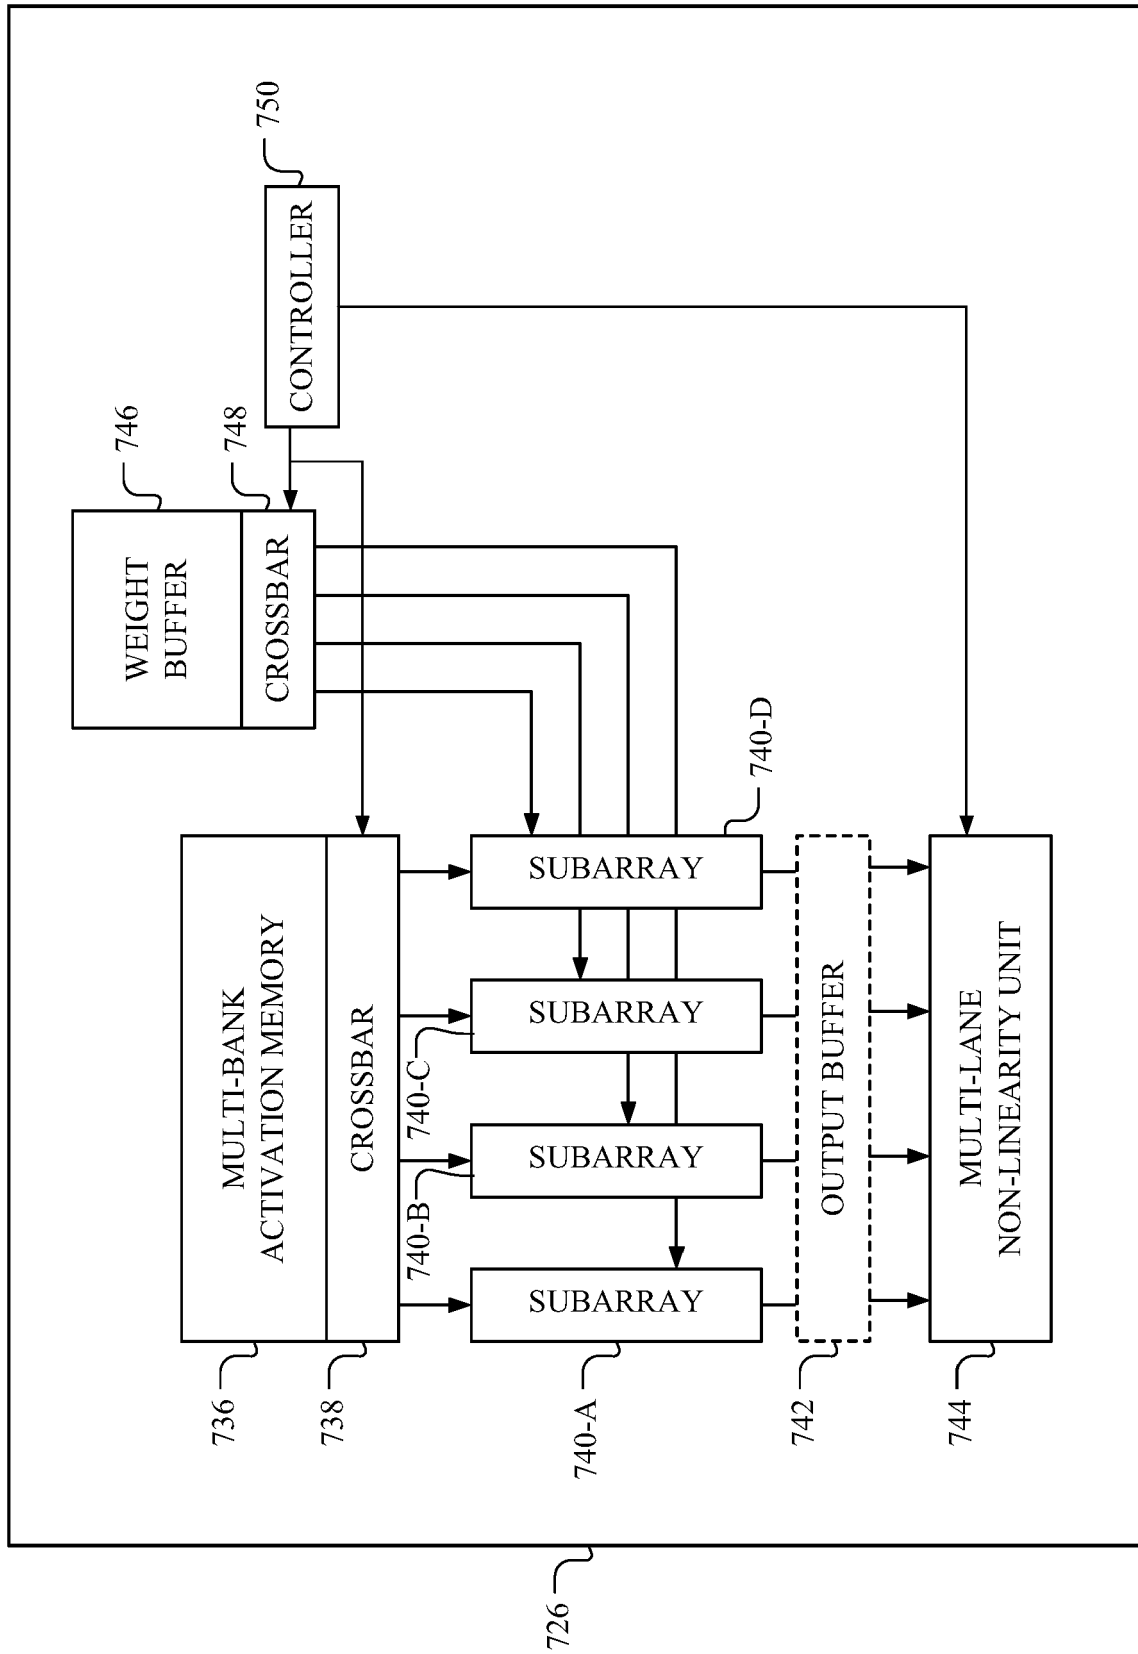 726
736
MULTI-BANK
ACTIVATION MEMORY
738
CROSSBAR
WEIGHT
BUFFER
746
CROSSBAR
748
CONTROLLER
750
740-A
SUBARRAY
740-B
SUBARRAY
740-C
SUBARRAY
SUBARRAY
740-D
742
OUTPUT BUFFER
744
MULTI-LANE
NON-LINEARITY UNIT